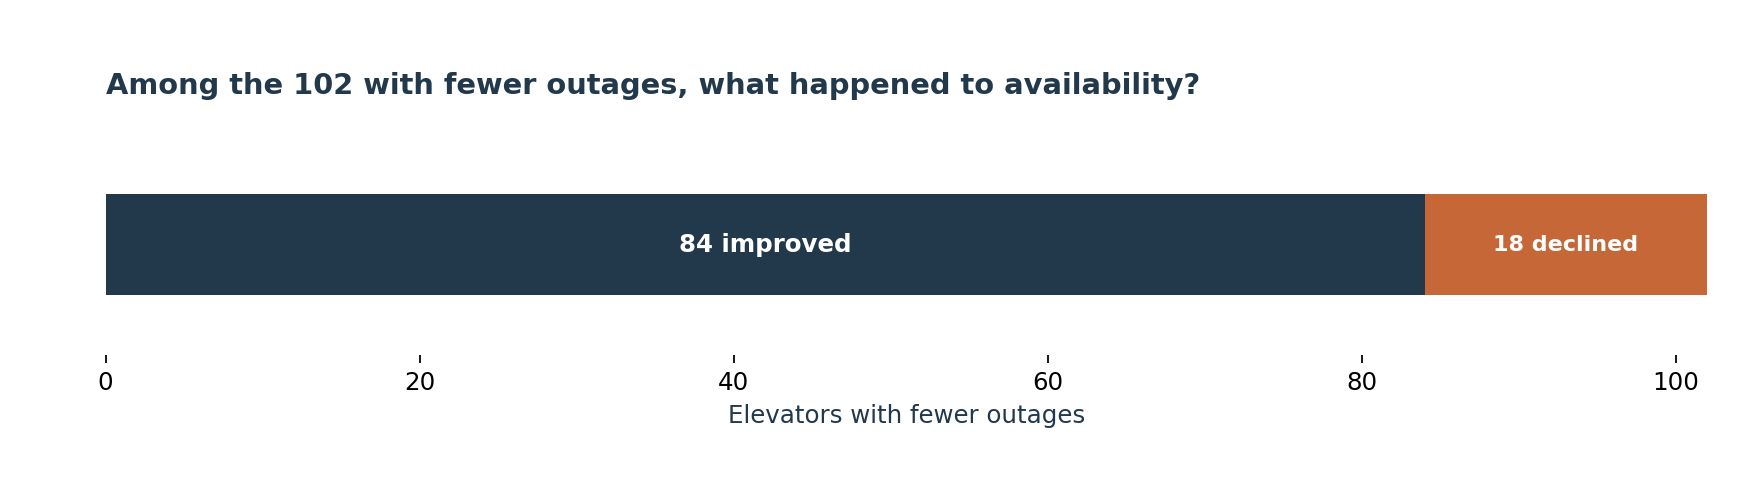 Among the 102 with fewer outages, what happened to availability?
84 improved
18 declined
0 20 40 60 80 100
Elevators with fewer outages